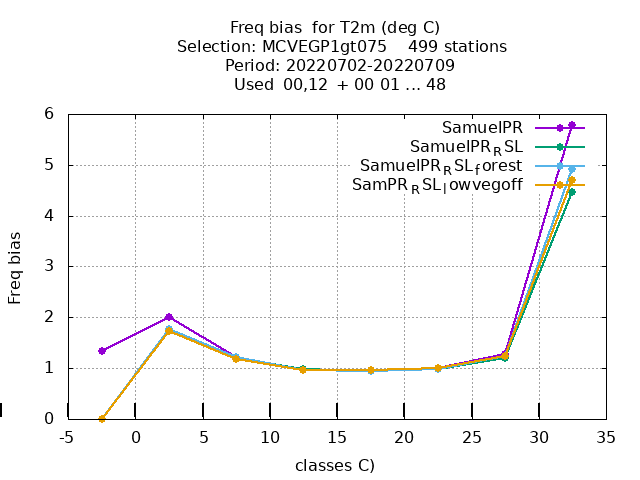 Freq bias  for T2m (deg C)
Selection: MCVEGP1gt075    499 stations
Period: 20220702-20220709
Used  00,12  + 00 01 ... 48
SamuelPR
SamuelPR_RSL
SamuelPR_RSL_forest
SamPR_RSL_lowvegoff
6
5
4
3
2
1
0
Freq bias
-5 0 5 10 15 20 25 30 35
classes C)